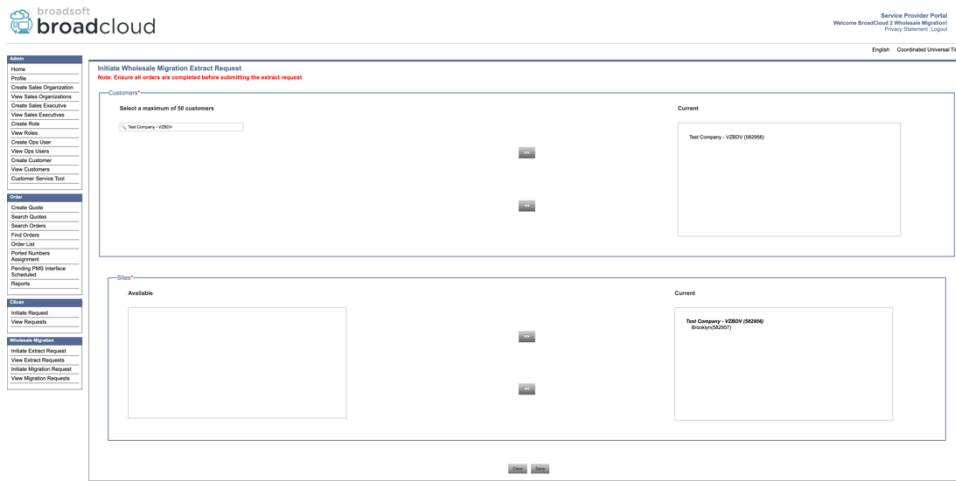 broadsoft
broadcloud
Service Provider Portal
Welcome BroadCloud 2 Wholesale Migration!
Privacy Statement Logout
English Coordinated Universal Ti
Admin
Home
Profile
Create Sales Organization
View Sales Organizations
Create Sales Executive
View Sales Executives
Create Role
View Roles
Create Ops User
View Ops Users
Create Customer
View Customers
Customer Service Tool
Order
Create Quote
Search Quotes
Search Orders
Find Orders
Order List
Ported Numbers
Assignment
Pending PMS Interface
Scheduled
Reports
CScan
Initiate Request
View Requests
Wholesale Migration
Initiate Extract Request
View Extract Requests
Initiate Migration Request
View Migration Requests
Initiate Wholesale Migration Extract Request
Note: Ensure all orders are completed before submitting the extract request
Customers*
Select a maximum of 50 customers
Test Company - VZBDV
>>
<<
Current
Test Company - VZBDV (582956)
Sites*
Available
>>
<<
Current
Test Company - VZBDV (582956)
Brooklyn(582957)
Clear Save